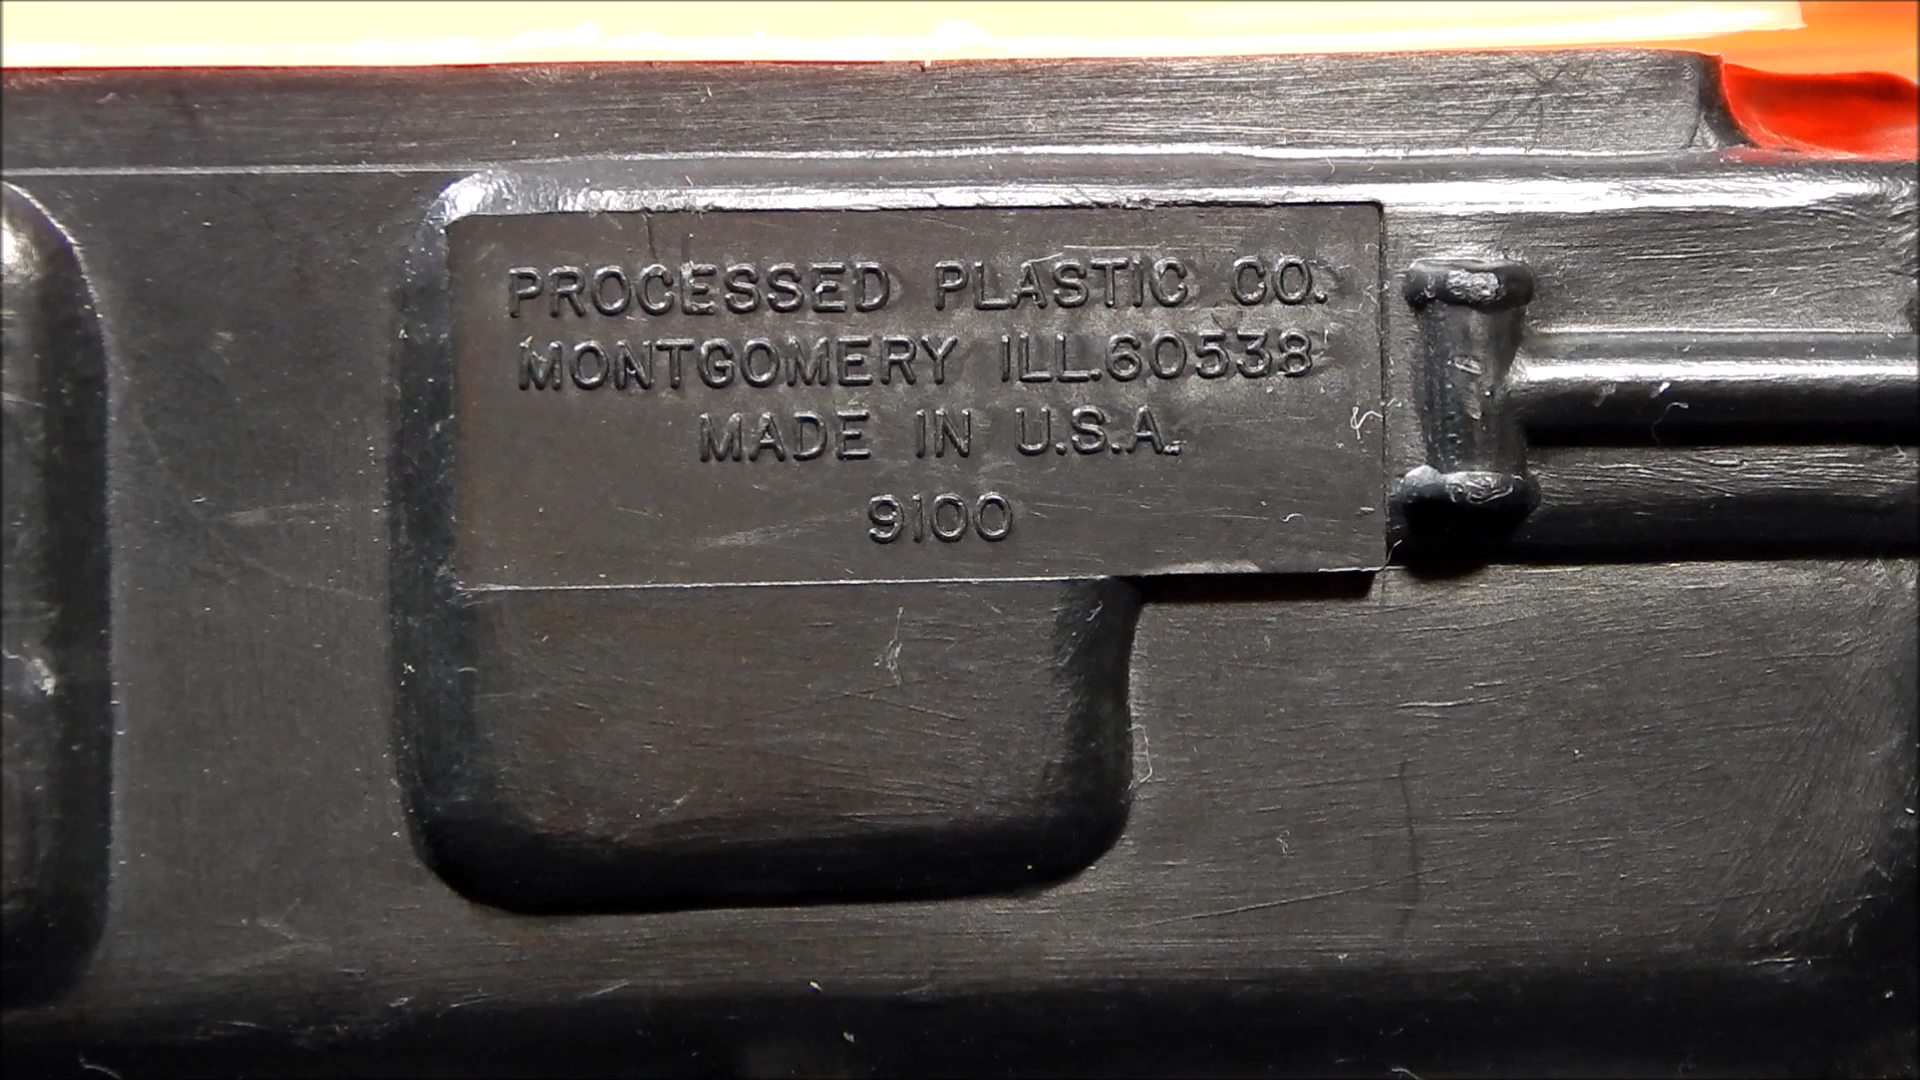 PROCESSED PLASTIC CO.
MONTGOMERY ILL.60538
MADE IN U.S.A.
9100